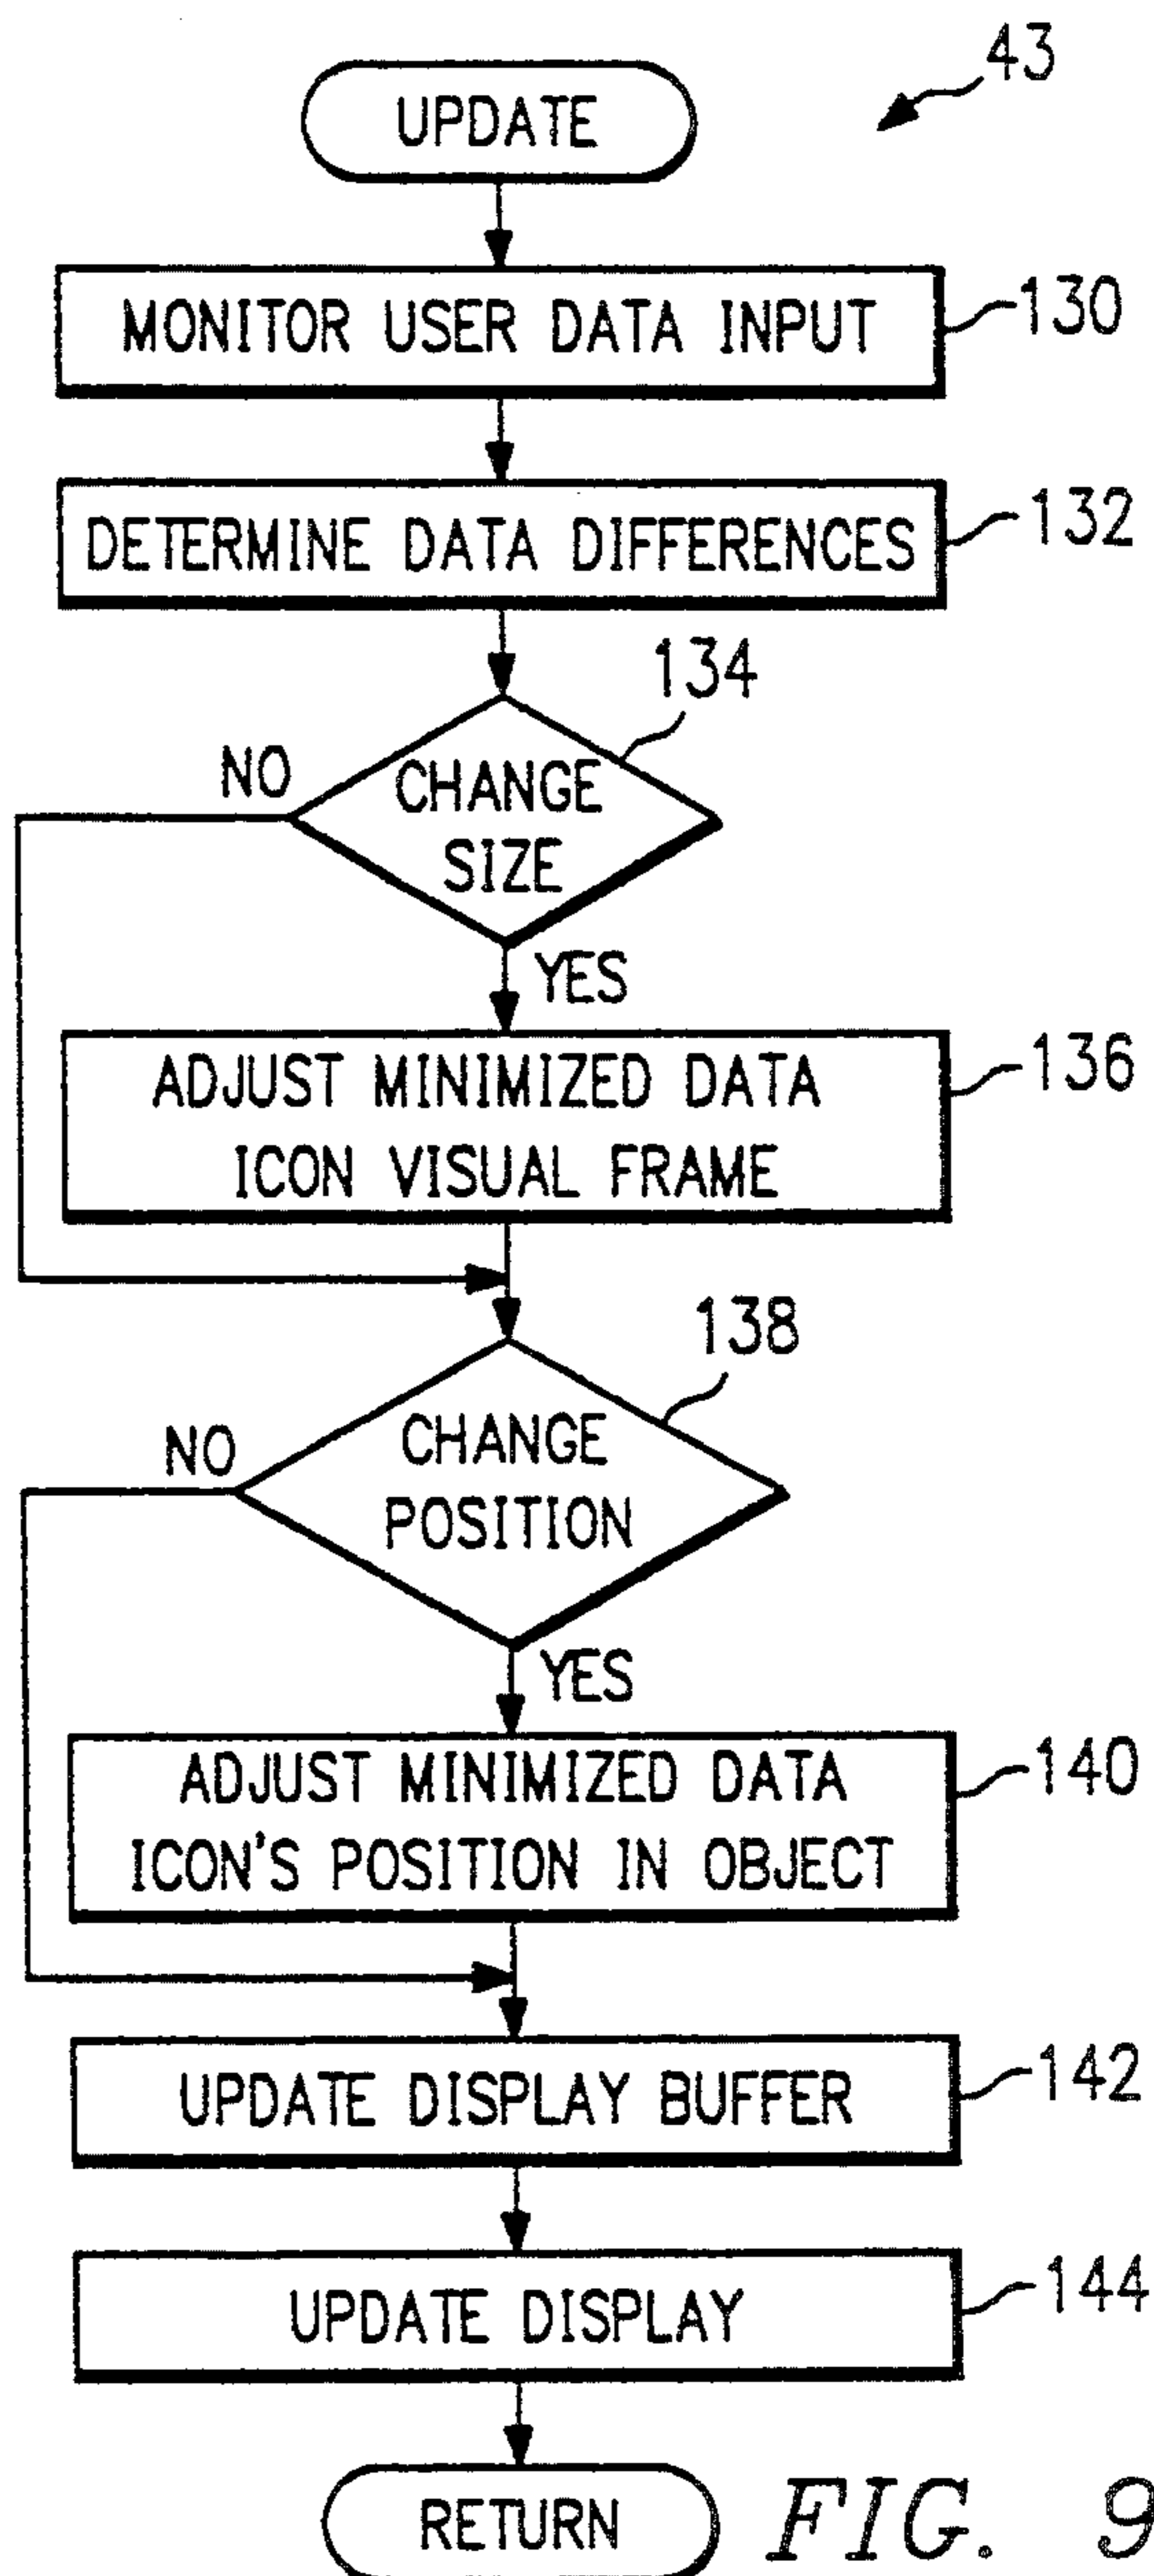 43
UPDATE
MONITOR USER DATA INPUT
130
DETERMINE DATA DIFFERENCES
132
134
NO
CHANGE
SIZE
YES
ADJUST MINIMIZED DATA
ICON VISUAL FRAME
136
138
NO
CHANGE
POSITION
YES
ADJUST MINIMIZED DATA
ICON'S POSITION IN OBJECT
140
UPDATE DISPLAY BUFFER
142
UPDATE DISPLAY
144
RETURN
FIG. 9